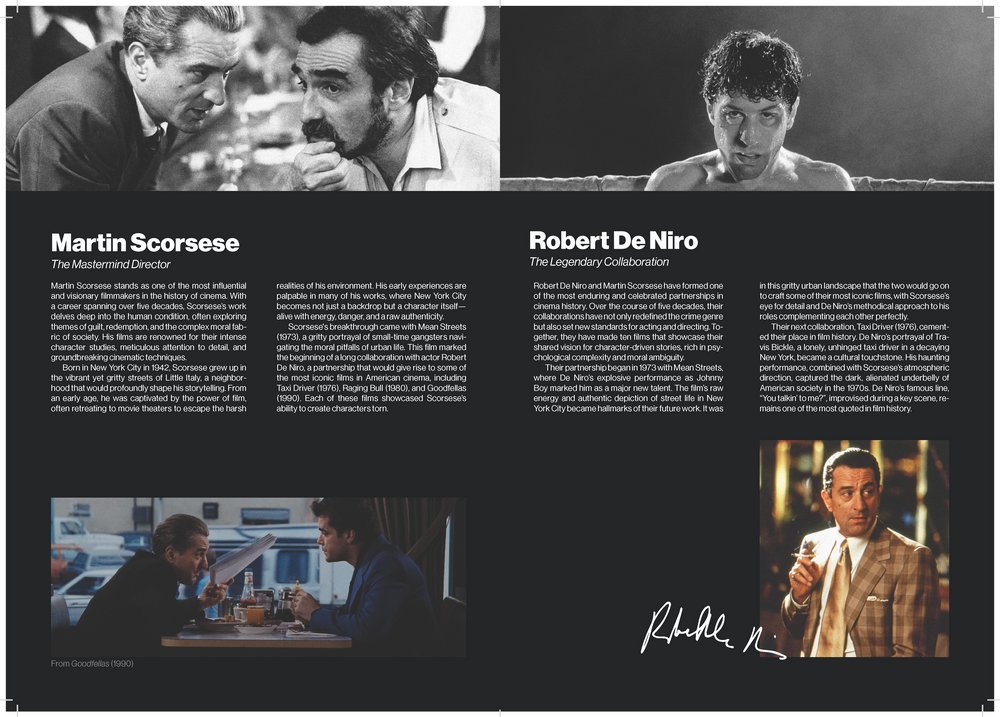 Martin Scorsese
The Mastermind Director
Martin Scorsese stands as one of the most influential
and visionary filmmakers in the history of cinema. With
a career spanning over five decades, Scorsese's work
delves deep into the human condition, often exploring
themes of guilt, redemption, and the complex moral fab-
ric of society. His films are renowned for their intense
character studies, meticulous attention to detail, and
groundbreaking cinematic techniques.
Born in New York City in 1942, Scorsese grew up in
the vibrant yet gritty streets of Little Italy, a neighbor-
hood that would profoundly shape his storytelling. From
an early age, he was captivated by the power of film,
often retreating to movie theaters to escape the harsh
realities of his environment. His early experiences are
palpable in many of his works, where New York City
becomes not just a backdrop but a character itself—
alive with energy, danger, and a raw authenticity.
Scorsese's breakthrough came with Mean Streets
(1973), a gritty portrayal of small-time gangsters navi-
gating the moral pitfalls of urban life. This film marked
the beginning of a long collaboration with actor Robert
De Niro, a partnership that would give rise to some of
the most iconic films in American cinema, including
Taxi Driver (1976), Raging Bull (1980), and Goodfellas
(1990). Each of these films showcased Scorsese's
ability to create characters torn.
From Goodfellas (1990)
Robert De Niro
The Legendary Collaboration
Robert De Niro and Martin Scorsese have formed one
of the most enduring and celebrated partnerships in
cinema history. Over the course of five decades, their
collaborations have not only redefined the crime genre
but also set new standards for acting and directing. To-
gether, they have made ten films that showcase their
shared vision for character-driven stories, rich in psy-
chological complexity and moral ambiguity.
Their partnership began in 1973 with Mean Streets,
where De Niro's explosive performance as Johnny
Boy marked him as a major new talent. The film's raw
energy and authentic depiction of street life in New
York City became hallmarks of their future work. It was
in this gritty urban landscape that the two would go on
to craft some of their most iconic films, with Scorsese's
eye for detail and De Niro's methodical approach to his
roles complementing each other perfectly.
Their next collaboration, Taxi Driver (1976), cement-
ed their place in film history. De Niro's portrayal of Tra-
vis Bickle, a lonely, unhinged taxi driver in a decaying
New York, became a cultural touchstone. His haunting
performance, combined with Scorsese's atmospheric
direction, captured the dark, alienated underbelly of
American society in the 1970s. De Niro's famous line,
"You talkin' to me?", improvised during a key scene, re-
mains one of the most quoted in film history.